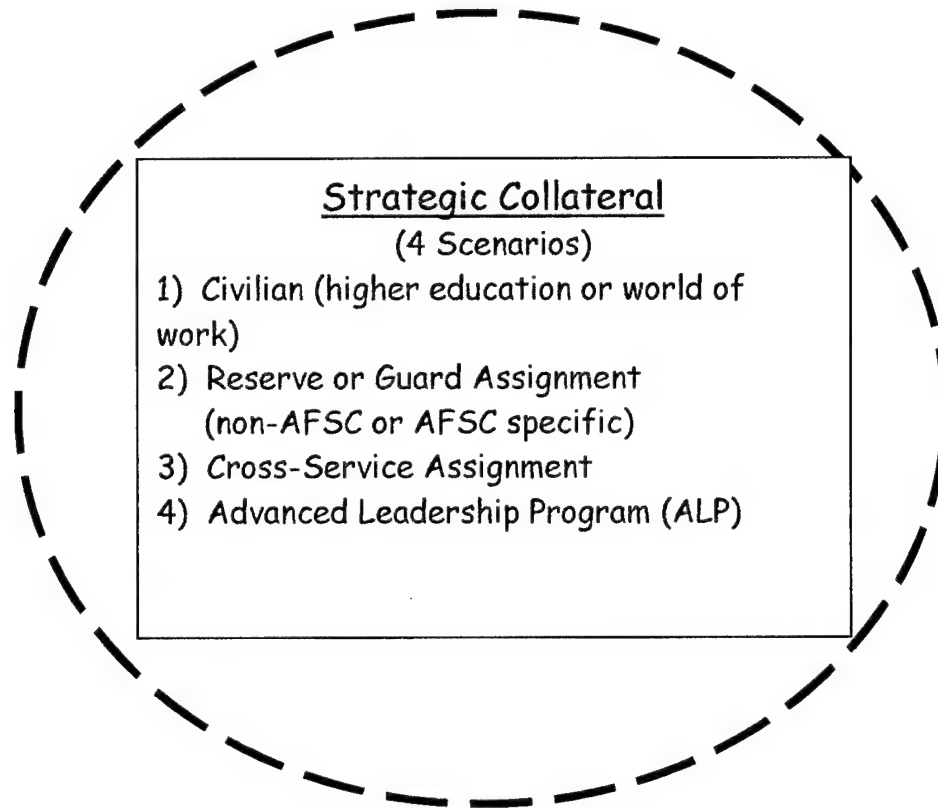 Strategic Collateral
(4 Scenarios)
1) Civilian (higher education or world of
work)
2) Reserve or Guard Assignment
(non-AFSC or AFSC specific)
3) Cross-Service Assignment
4) Advanced Leadership Program (ALP)